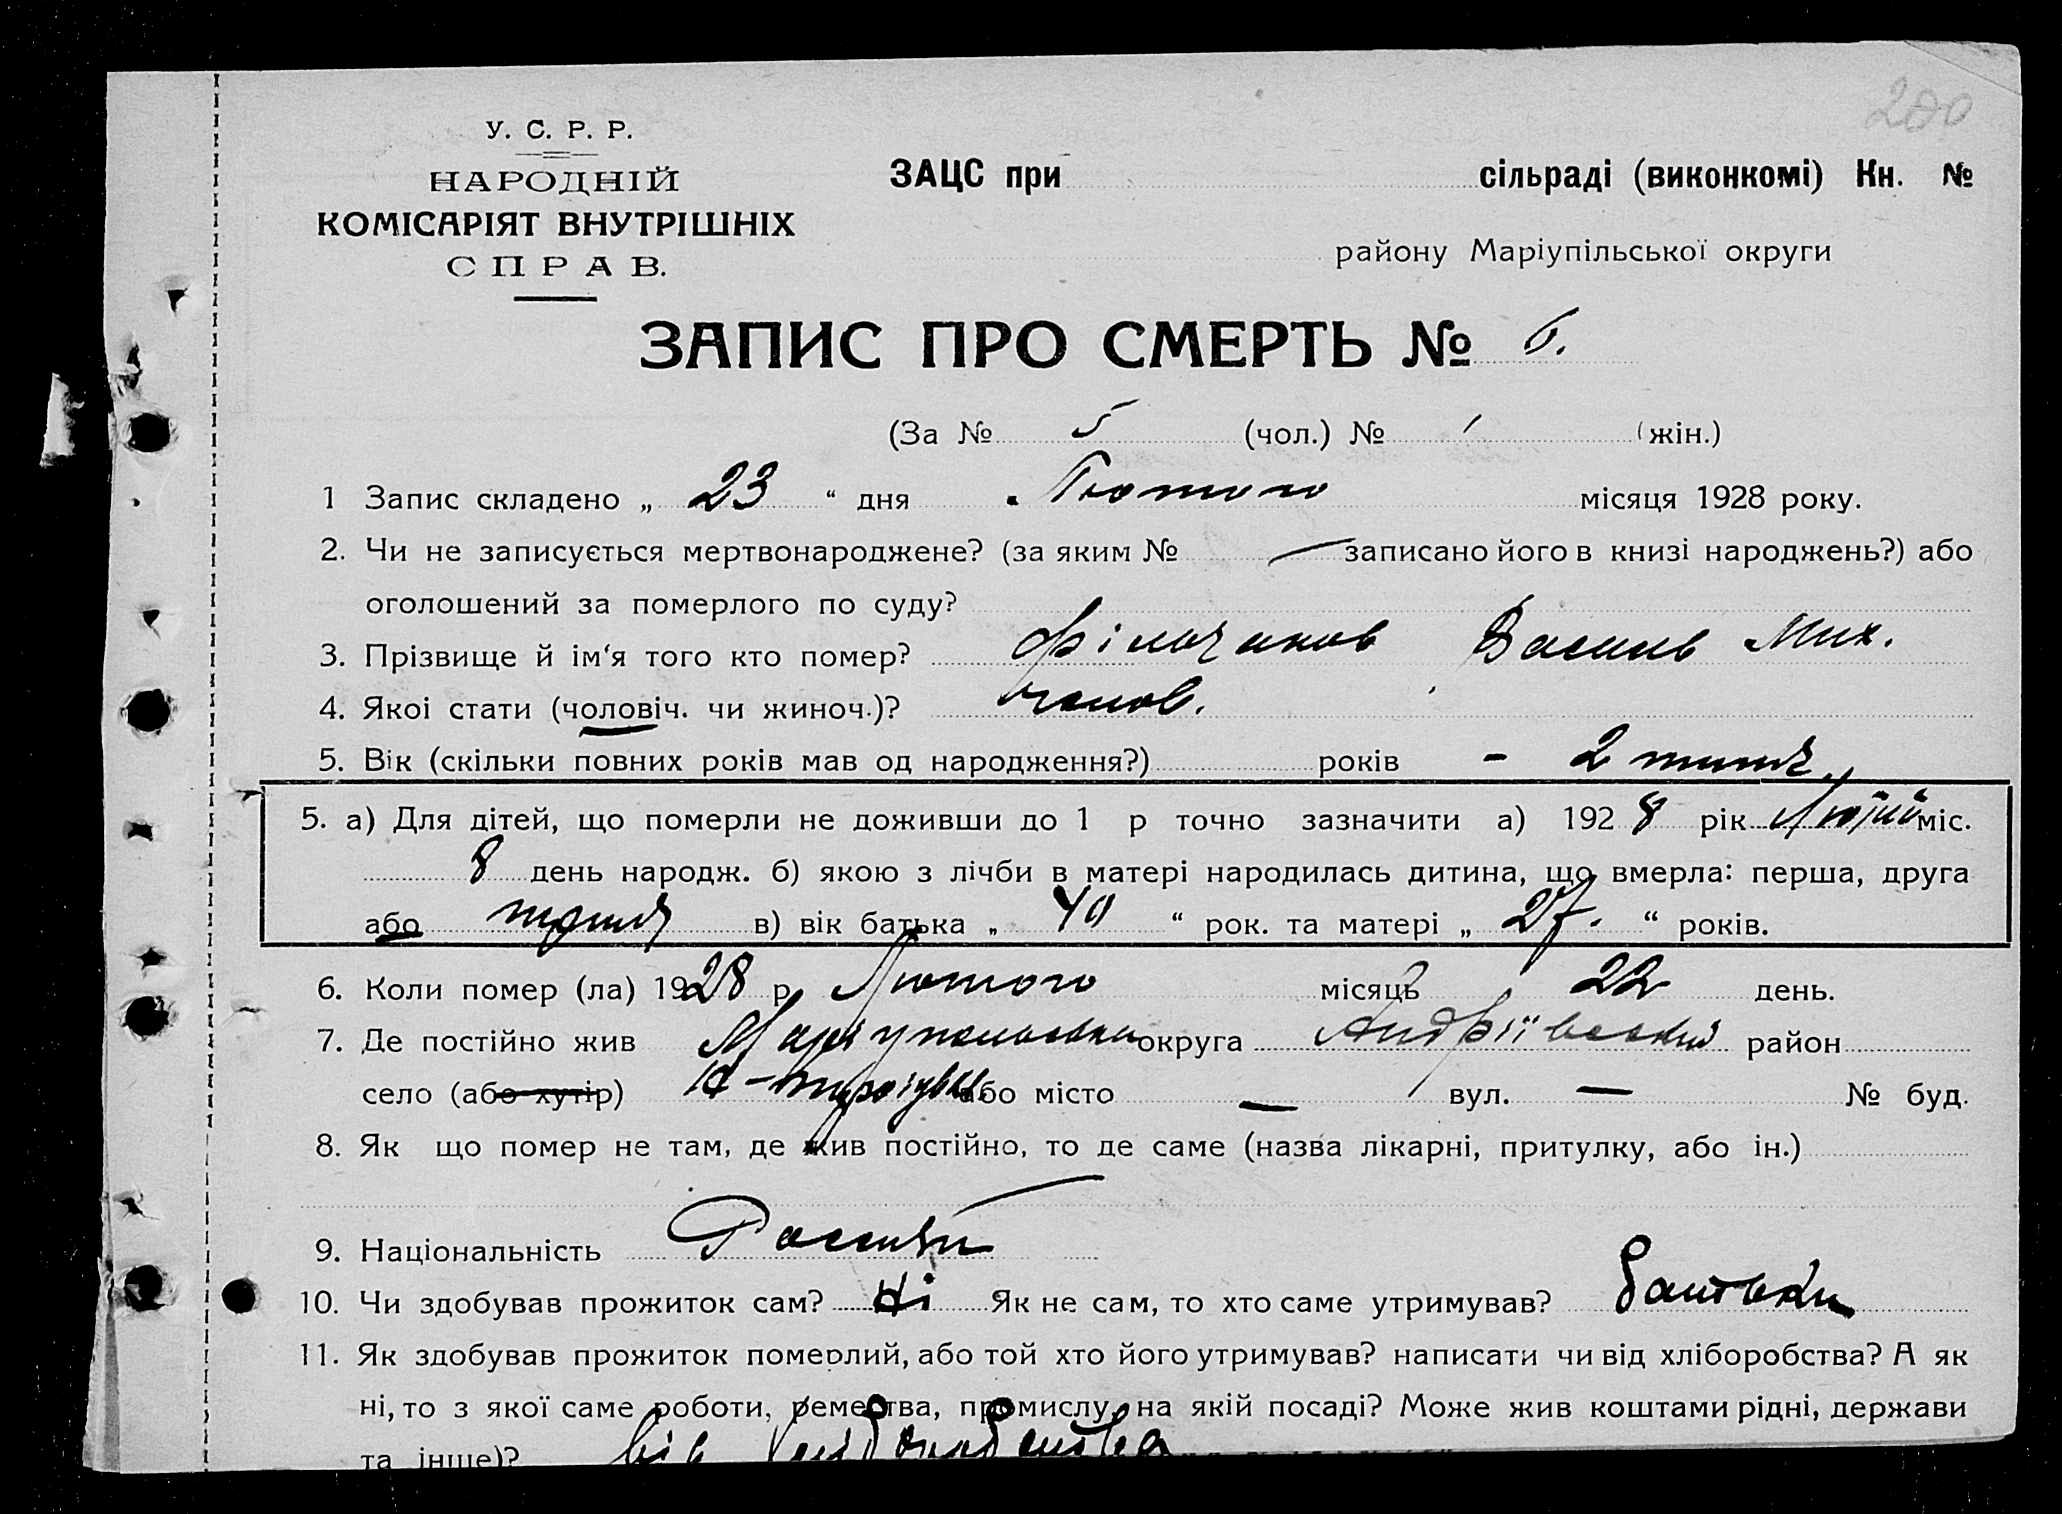 200
У. С. Р. Р.
НАРОДНІЙ
КОМІСАРІЯТ ВНУТРІШНІХ
СПРАВ.
ЗАЦС при сільраді (виконкомі) Кн. №
району Маріупільської округи
ЗАПИС ПРО СМЕРТЬ № 6.
(За № 5 (чол.) № / (жін.)
1 Запис складено „ 23 “ дня Лютого місяця 1928 року.
2. Чи не записується мертвонароджене? (за яким № — записано його в книзі народжень?) або
оголошений за померлого по суду?
3. Прізвище й ім‘я того кто помер? Василь Мих.
4. Якоі стати (чоловіч. чи жиноч.)? чолов.
5. Вік (скільки повних років мав од народження?) років - 2 тижн.
5. а) Для дітей, що померли не доживши до 1 р точно зазначити а) 1928 рік Лютий міс.
8 день народж. б) якою з лічби в матері народилась дитина, що вмерла: перша, друга
або в) вік батька „ 40 “ рок. та матері „ 27. “ років.
6. Коли помер (ла) 1928 р Лютого місяць 22 день.
7. Де постійно жив Маріупольська округа Андріївський район
село (або хутір) або місто — вул. — № буд.
8. Як що помер не там, де жив постійно, то де саме (назва лікарні, притулку, або ін.)
9. Національність
10. Чи здобував прожиток сам? Ні Як не сам, то хто саме утримував? батьки
11. Як здобував прожиток померлий, або той хто його утримував? написати чи від хліборобства? А як
ні, то з якої саме роботи, ремества, промислу, на якій посаді? Може жив коштами рідні, держави
та інше)? від хліборобства